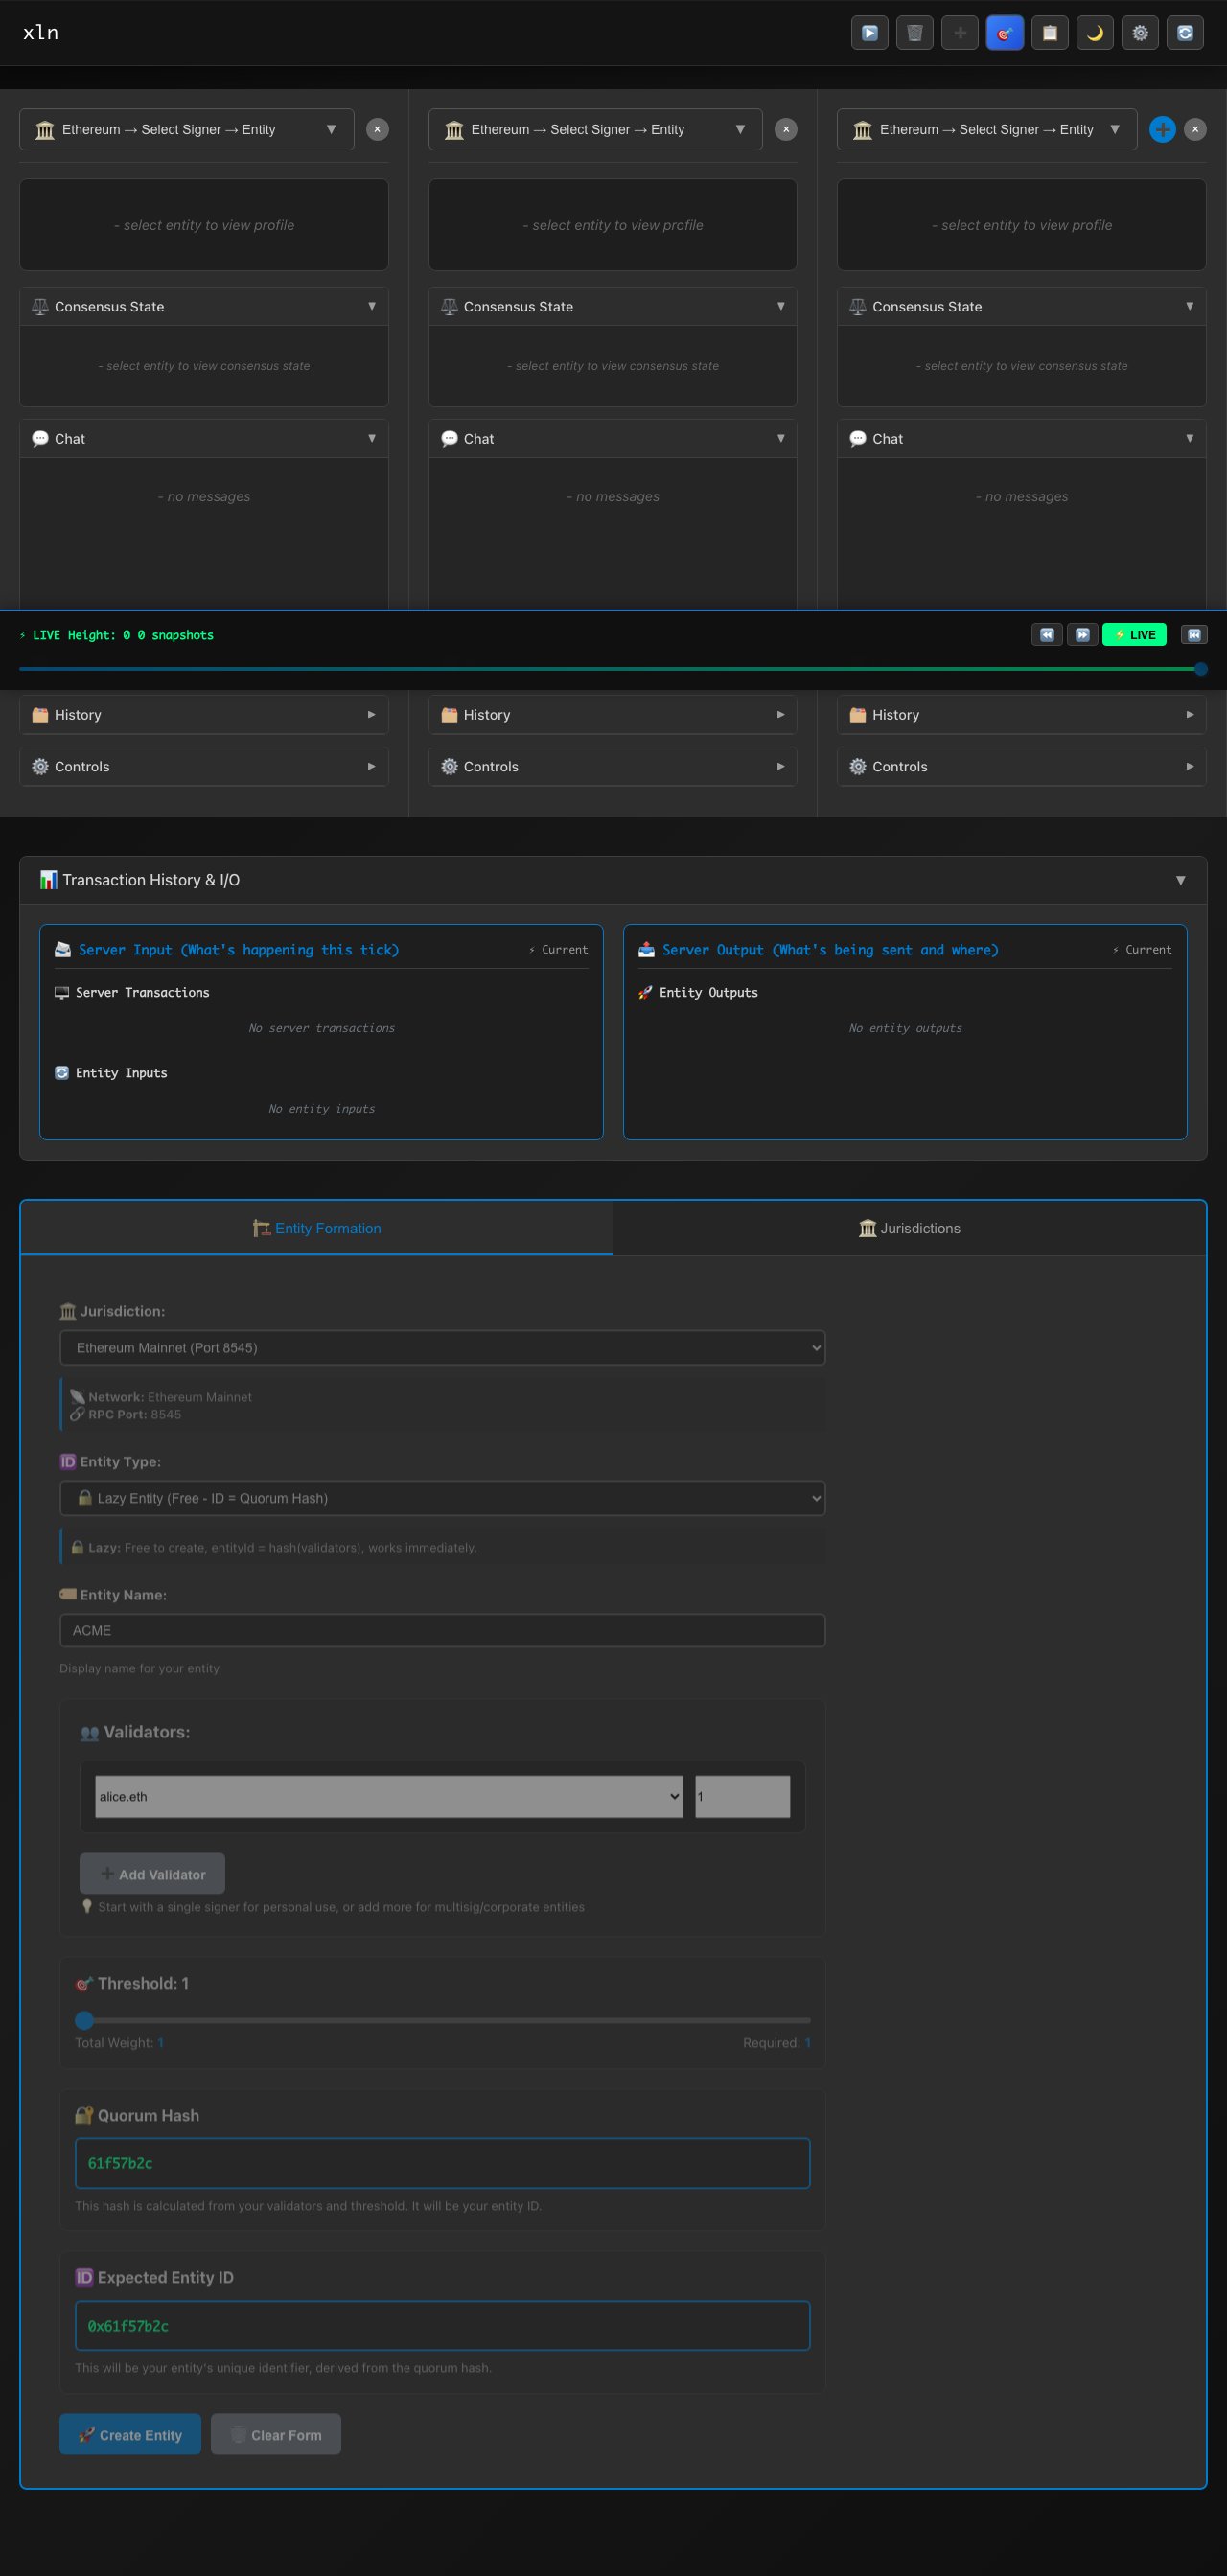 xln
Ethereum → Select Signer → Entity
Ethereum → Select Signer → Entity
Ethereum → Select Signer → Entity
- select entity to view profile
- select entity to view profile
- select entity to view profile
Consensus State
Consensus State
Consensus State
- select entity to view consensus state
- select entity to view consensus state
- select entity to view consensus state
Chat
Chat
Chat
- no messages
- no messages
- no messages
⚡ LIVE Height: 0 0 snapshots
⚡ LIVE
History
History
History
Controls
Controls
Controls
Transaction History & I/O
Server Input (What's happening this tick)
⚡ Current
Server Transactions
No server transactions
Entity Inputs
No entity inputs
Server Output (What's being sent and where)
⚡ Current
Entity Outputs
No entity outputs
Entity Formation
Jurisdictions
Jurisdiction:
Ethereum Mainnet (Port 8545)
Network: Ethereum Mainnet
RPC Port: 8545
Entity Type:
Lazy Entity (Free - ID = Quorum Hash)
Lazy: Free to create, entityId = hash(validators), works immediately.
Entity Name:
ACME
Display name for your entity
Validators:
alice.eth
1
Add Validator
Start with a single signer for personal use, or add more for multisig/corporate entities
Threshold: 1
Total Weight: 1
Required: 1
Quorum Hash
61f57b2c
This hash is calculated from your validators and threshold. It will be your entity ID.
Expected Entity ID
0x61f57b2c
This will be your entity's unique identifier, derived from the quorum hash.
Create Entity
Clear Form